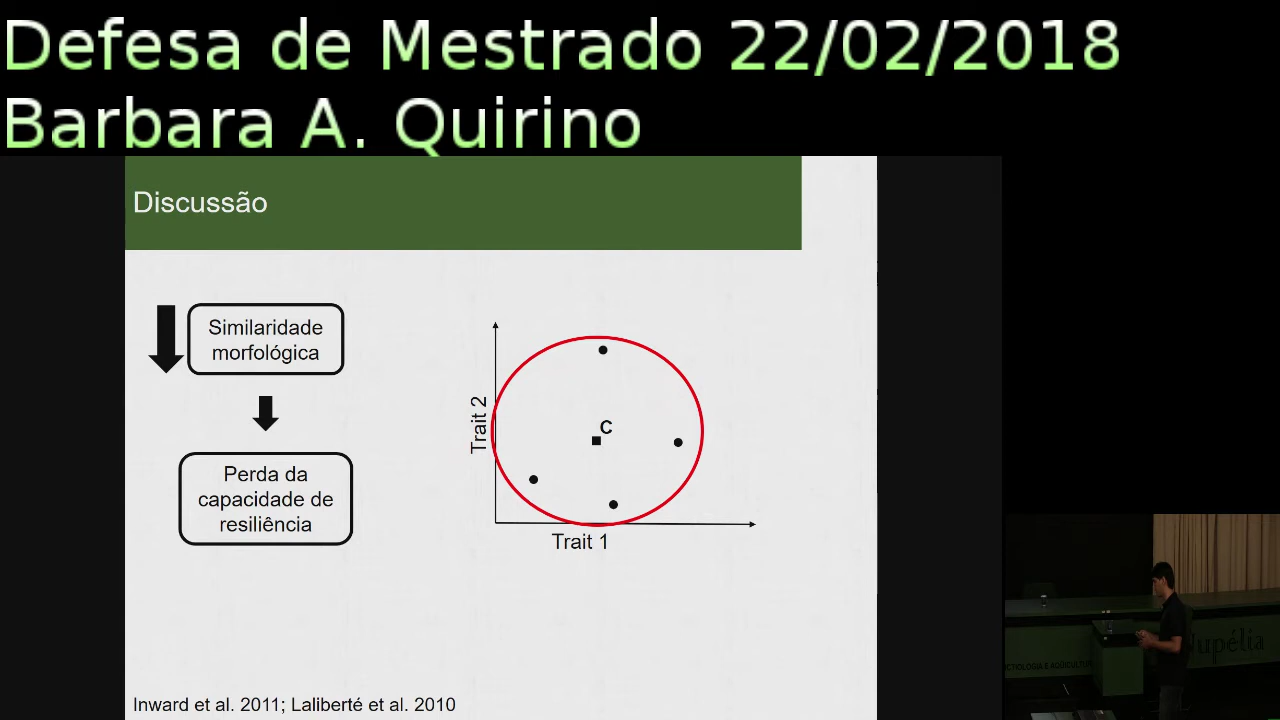 Defesa de Mestrado 22/02/2018
Barbara A. Quirino
Discussão
Similaridade
morfológica
Perda da
capacidade de
resiliência
Trait 2
C
Trait 1
Inward et al. 2011; Laliberté et al. 2010
Nupélia